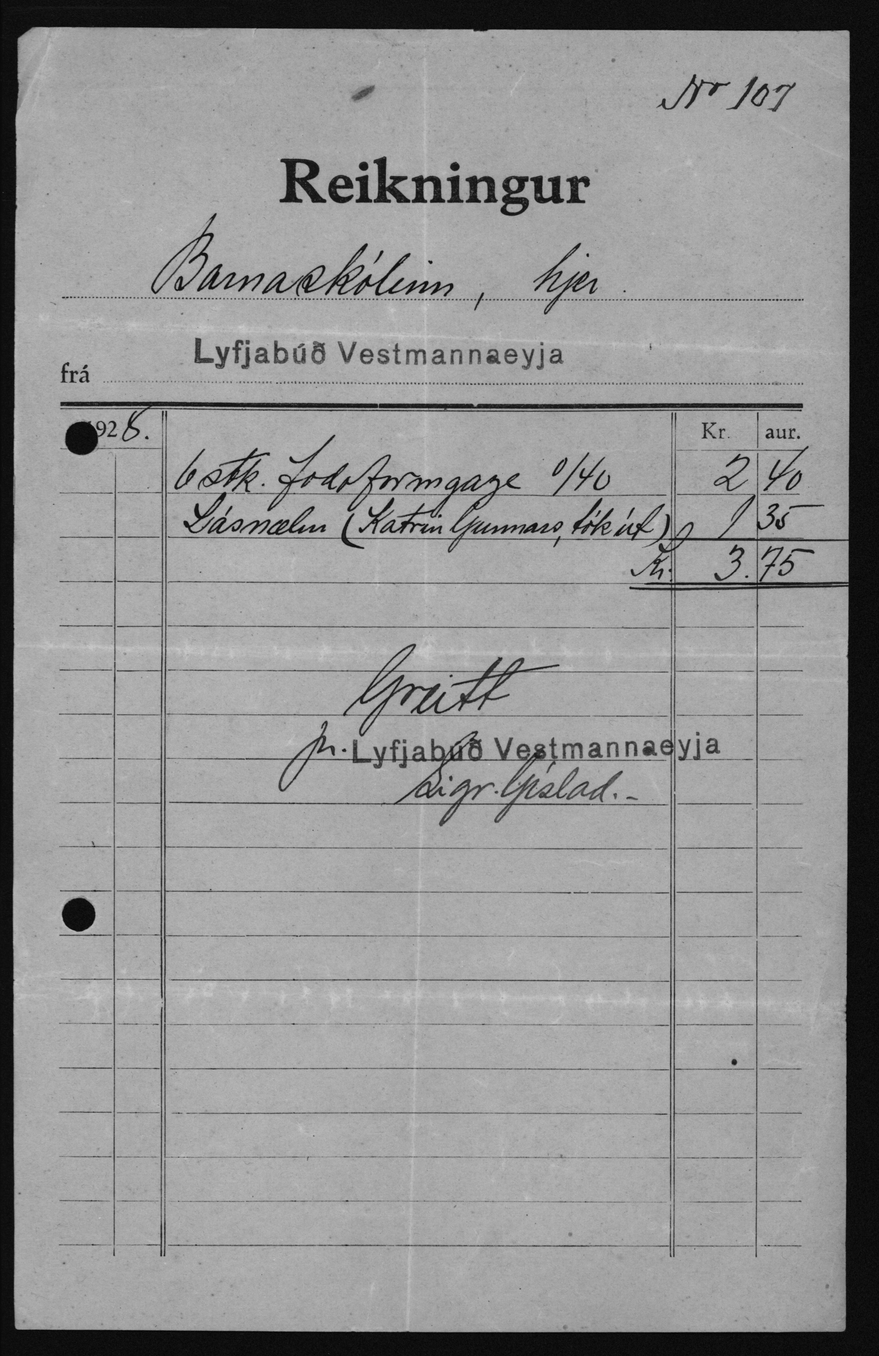 No 107
Reikningur
Barnaskólinn, hjer.
frá Lyfjabúð Vestmannaeyja
1928. Kr. aur.
6 stk. Jodoformgaze 0/40 2 40
Lásnælur (Katrín Gunnars, tók út) 1 35
Kr. 3.75
Greitt
pr. Lyfjabúð Vestmannaeyja
Sigr. Gíslad.-